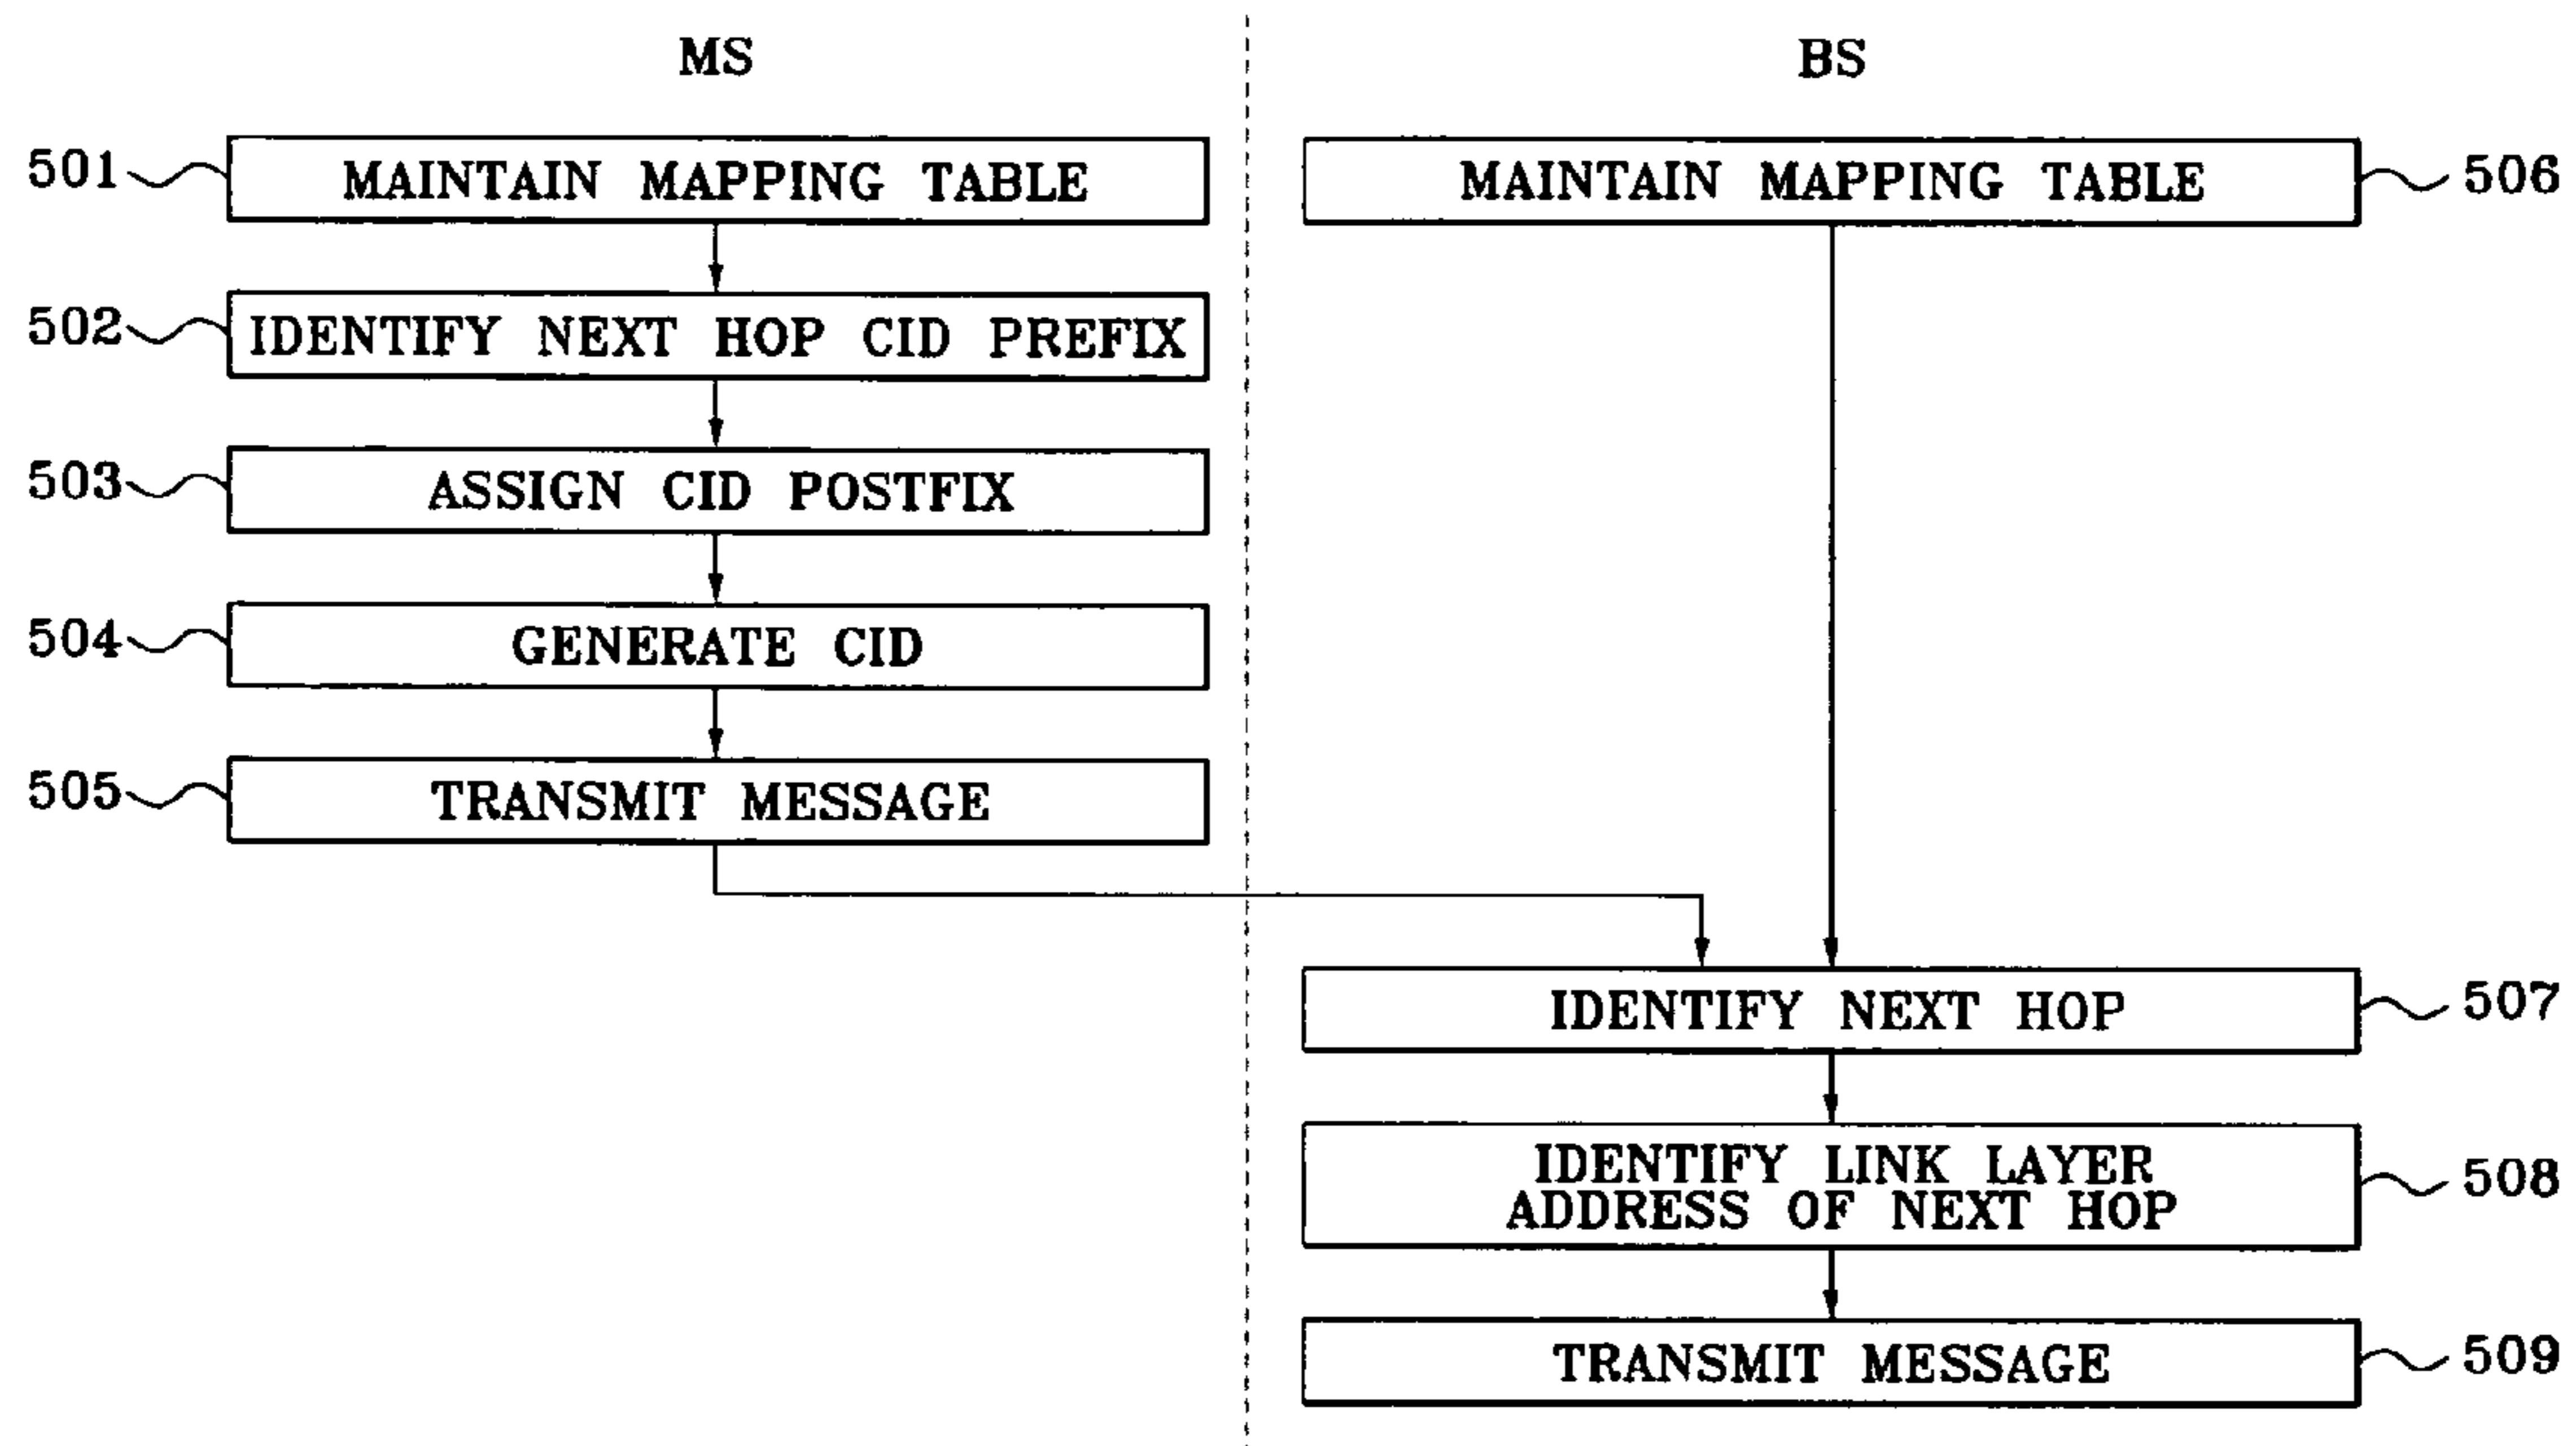 MS
501
MAINTAIN MAPPING TABLE
502
IDENTIFY NEXT HOP CID PREFIX
503
ASSIGN CID POSTFIX
504
GENERATE CID
505
TRANSMIT MESSAGE
BS
MAINTAIN MAPPING TABLE
506
IDENTIFY NEXT HOP
507
IDENTIFY LINK LAYER
ADDRESS OF NEXT HOP
508
TRANSMIT MESSAGE
509